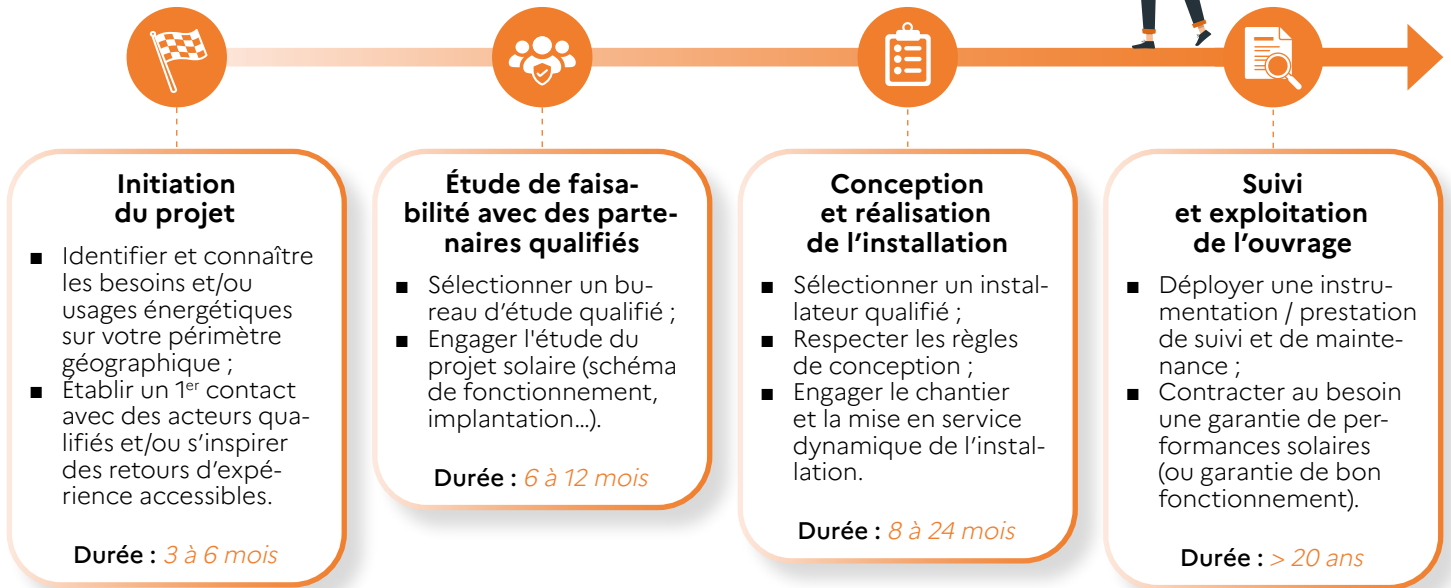 Initiation
du projet
■ Identifier et connaître
les besoins et/ou
usages énergétiques
sur votre périmètre
géographique ;
■ Établir un 1er contact
avec des acteurs qua-
lifiés et/ou s’inspirer
des retours d’expé-
rience accessibles.
Durée : 3 à 6 mois
Étude de faisa-
bilité avec des parte-
naires qualifiés
■ Sélectionner un bu-
reau d’étude qualifié ;
■ Engager l'étude du
projet solaire (schéma
de fonctionnement,
implantation…).
Durée : 6 à 12 mois
Conception
et réalisation
de l’installation
■ Sélectionner un instal-
lateur qualifié ;
■ Respecter les règles
de conception ;
■ Engager le chantier
et la mise en service
dynamique de l’instal-
lation.
Durée : 8 à 24 mois
Suivi
et exploitation
de l’ouvrage
■ Déployer une instru-
mentation / prestation
de suivi et de mainte-
nance ;
■ Contracter au besoin
une garantie de per-
formances solaires
(ou garantie de bon
fonctionnement).
Durée : > 20 ans